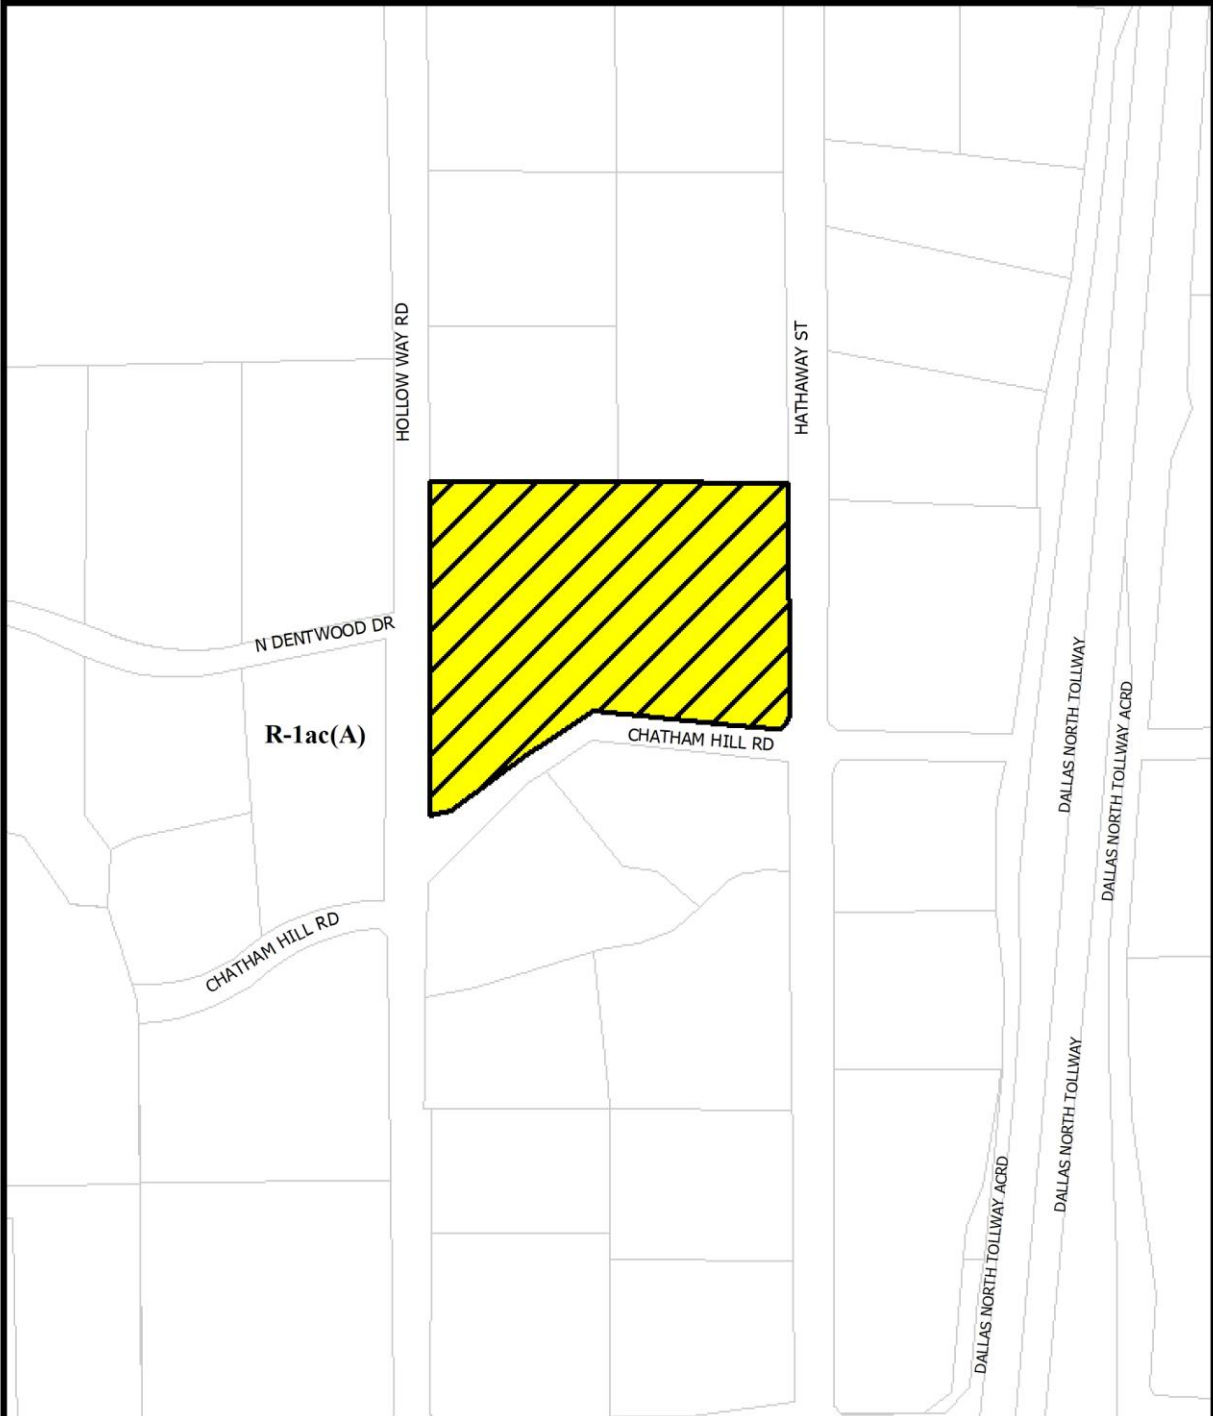 HOLLOW WAY RD
HATHAWAY ST
N DENTWOOD DR
R-1ac(A)
CHATHAM HILL RD
CHATHAM HILL RD
DALLAS NORTH TOLLWAY
DALLAS NORTH TOLLWAY ACRD
DALLAS NORTH TOLLWAY
DALLAS NORTH TOLLWAY ACRD